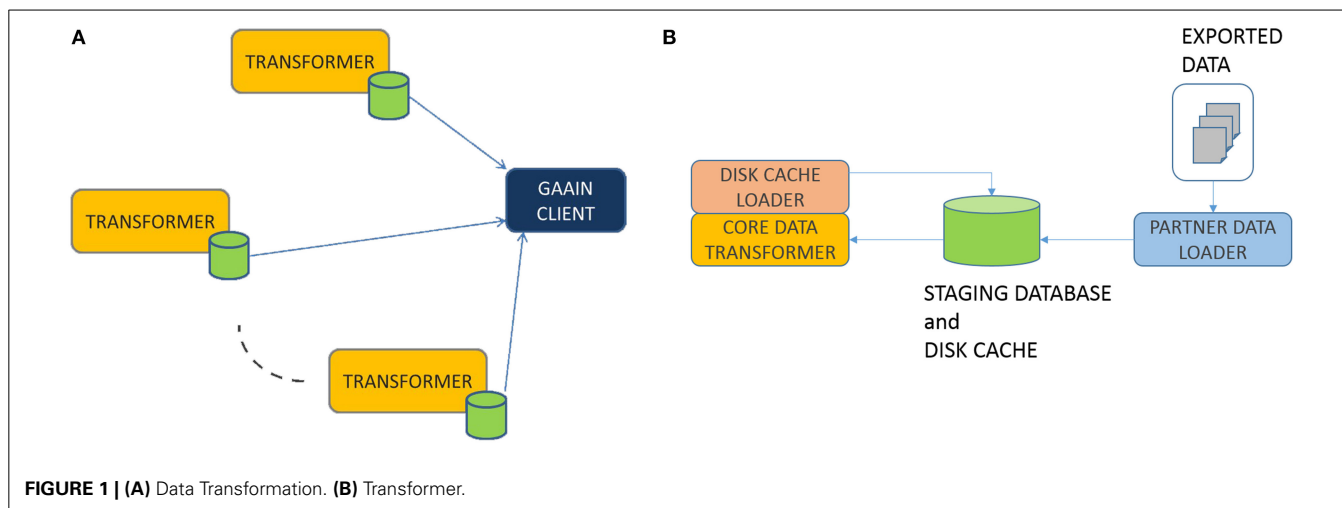 A
TRANSFORMER
TRANSFORMER
TRANSFORMER
GAAIN
CLIENT
B
EXPORTED
DATA
DISK CACHE
LOADER
CORE DATA
TRANSFORMER
PARTNER DATA
LOADER
STAGING DATABASE
and
DISK CACHE
FIGURE 1 | (A) Data Transformation. (B) Transformer.